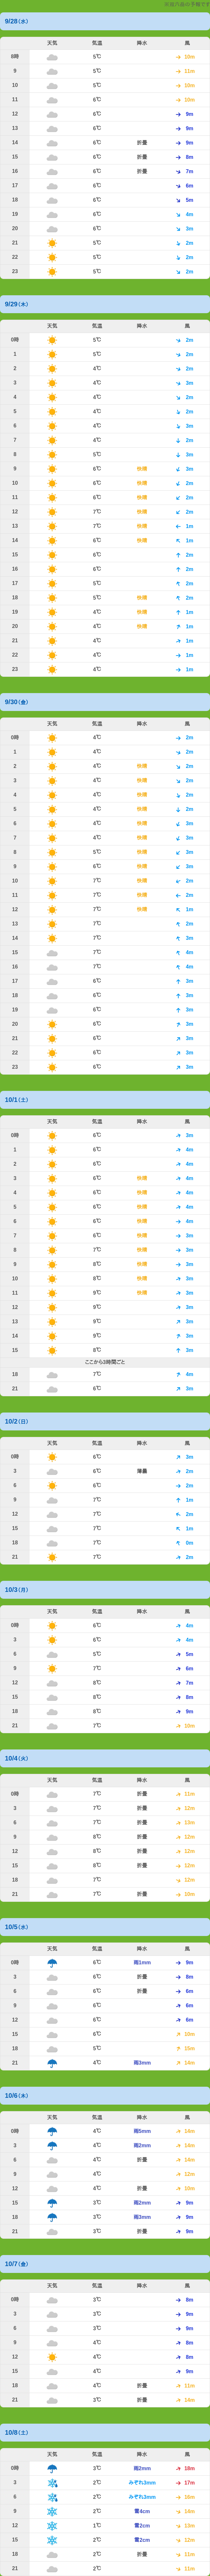 9/28(水)
天気 気温 降水 風
8時 5℃ 10m
9 5℃ 11m
10 5℃ 10m
11 6℃ 10m
12 6℃ 9m
13 6℃ 9m
14 6℃ 折曇 9m
15 6℃ 折曇 8m
16 6℃ 折曇 7m
17 6℃ 6m
18 6℃ 5m
19 6℃ 4m
20 6℃ 3m
21 5℃ 2m
22 5℃ 2m
23 5℃ 2m
9/29(木)
天気 気温 降水 風
0時 5℃ 2m
1 5℃ 2m
2 4℃ 2m
3 4℃ 3m
4 4℃ 2m
5 4℃ 2m
6 4℃ 3m
7 4℃ 2m
8 5℃ 3m
9 6℃ 快晴 3m
10 6℃ 快晴 2m
11 6℃ 快晴 2m
12 7℃ 快晴 2m
13 7℃ 快晴 1m
14 6℃ 快晴 1m
15 6℃ 2m
16 6℃ 2m
17 5℃ 2m
18 5℃ 快晴 2m
19 4℃ 快晴 1m
20 4℃ 快晴 1m
21 4℃ 1m
22 4℃ 1m
23 4℃ 1m
9/30(金)
天気 気温 降水 風
0時 4℃ 2m
1 4℃ 2m
2 4℃ 快晴 2m
3 4℃ 快晴 2m
4 4℃ 快晴 2m
5 4℃ 快晴 2m
6 4℃ 快晴 3m
7 4℃ 快晴 3m
8 5℃ 快晴 3m
9 6℃ 快晴 3m
10 7℃ 快晴 2m
11 7℃ 快晴 2m
12 7℃ 快晴 1m
13 7℃ 2m
14 7℃ 3m
15 7℃ 4m
16 7℃ 4m
17 6℃ 3m
18 6℃ 3m
19 6℃ 3m
20 6℃ 3m
21 6℃ 3m
22 6℃ 3m
23 6℃ 3m
10/1(土)
天気 気温 降水 風
0時 6℃ 3m
1 6℃ 4m
2 6℃ 4m
3 6℃ 快晴 4m
4 6℃ 快晴 4m
5 6℃ 快晴 4m
6 6℃ 快晴 4m
7 6℃ 快晴 3m
8 7℃ 快晴 3m
9 8℃ 快晴 3m
10 8℃ 快晴 3m
11 9℃ 快晴 3m
12 9℃ 3m
13 9℃ 3m
14 9℃ 3m
15 8℃ 3m
ここから3時間ごと
18 7℃ 4m
21 6℃ 3m
10/2(日)
天気 気温 降水 風
0時 6℃ 3m
3 6℃ 薄曇 2m
6 6℃ 2m
9 7℃ 1m
12 7℃ 2m
15 7℃ 1m
18 7℃ 0m
21 7℃ 2m
10/3(月)
天気 気温 降水 風
0時 6℃ 4m
3 6℃ 4m
6 5℃ 5m
9 7℃ 6m
12 8℃ 7m
15 8℃ 8m
18 8℃ 9m
21 7℃ 10m
10/4(火)
天気 気温 降水 風
0時 7℃ 折曇 11m
3 7℃ 折曇 12m
6 7℃ 折曇 13m
9 8℃ 折曇 12m
12 8℃ 折曇 12m
15 8℃ 折曇 12m
18 7℃ 12m
21 7℃ 折曇 10m
10/5(水)
天気 気温 降水 風
0時 6℃ 雨1mm 9m
3 6℃ 折曇 8m
6 6℃ 折曇 6m
9 6℃ 6m
12 6℃ 6m
15 6℃ 10m
18 5℃ 15m
21 4℃ 雨3mm 14m
10/6(木)
天気 気温 降水 風
0時 4℃ 雨5mm 14m
3 4℃ 雨2mm 14m
6 4℃ 折曇 14m
9 4℃ 12m
12 4℃ 折曇 10m
15 3℃ 雨2mm 9m
18 3℃ 雨3mm 9m
21 3℃ 折曇 9m
10/7(金)
天気 気温 降水 風
0時 3℃ 8m
3 3℃ 9m
6 3℃ 9m
9 4℃ 8m
12 4℃ 8m
15 4℃ 9m
18 4℃ 折曇 11m
21 3℃ 折曇 14m
10/8(土)
天気 気温 降水 風
0時 3℃ 雨2mm 18m
3 2℃ みぞれ3mm 17m
6 2℃ みぞれ3mm 16m
9 2℃ 雪4cm 14m
12 1℃ 雪2cm 13m
15 2℃ 雪2cm 12m
18 2℃ 折曇 11m
21 2℃ 11m